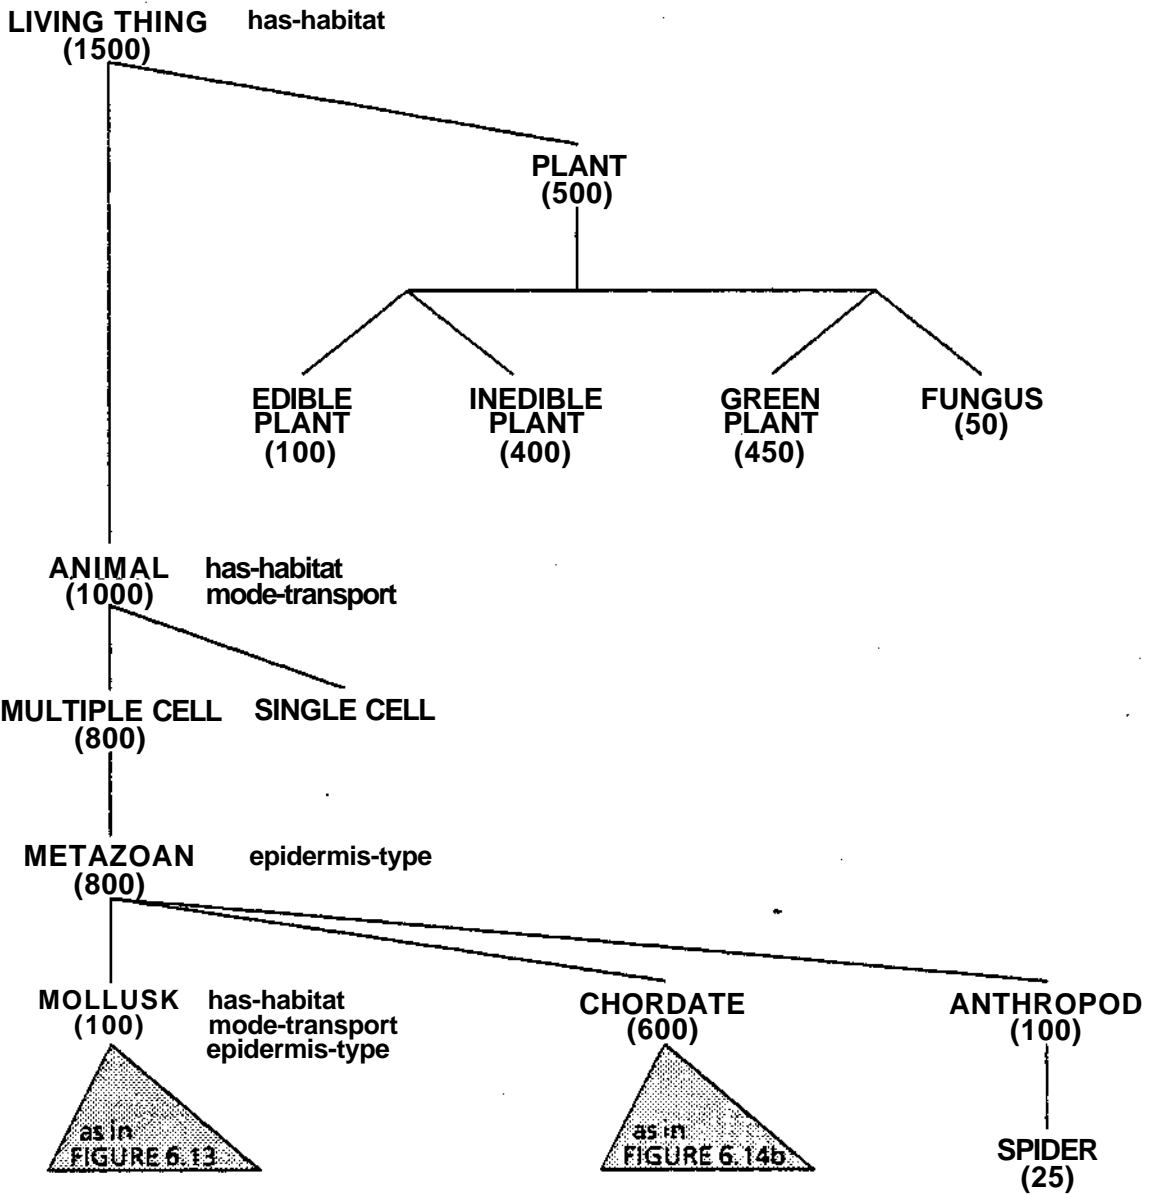 LIVING THING has-habitat
(1500)
PLANT
(500)
EDIBLE
PLANT
(100)
INEDIBLE
PLANT
(400)
GREEN
PLANT
(450)
FUNGUS
(50)
ANIMAL has-habitat
(1000) mode-transport
MULTIPLE CELL
(800)
SINGLE CELL
METAZOAN epidermis-type
(800)
MOLLUSK has-habitat
(100) mode-transport
epidermis-type
CHORDATE
(600)
ANTHROPOD
(100)
as in
FIGURE 6.13
as in
FIGURE 6.14b
SPIDER
(25)